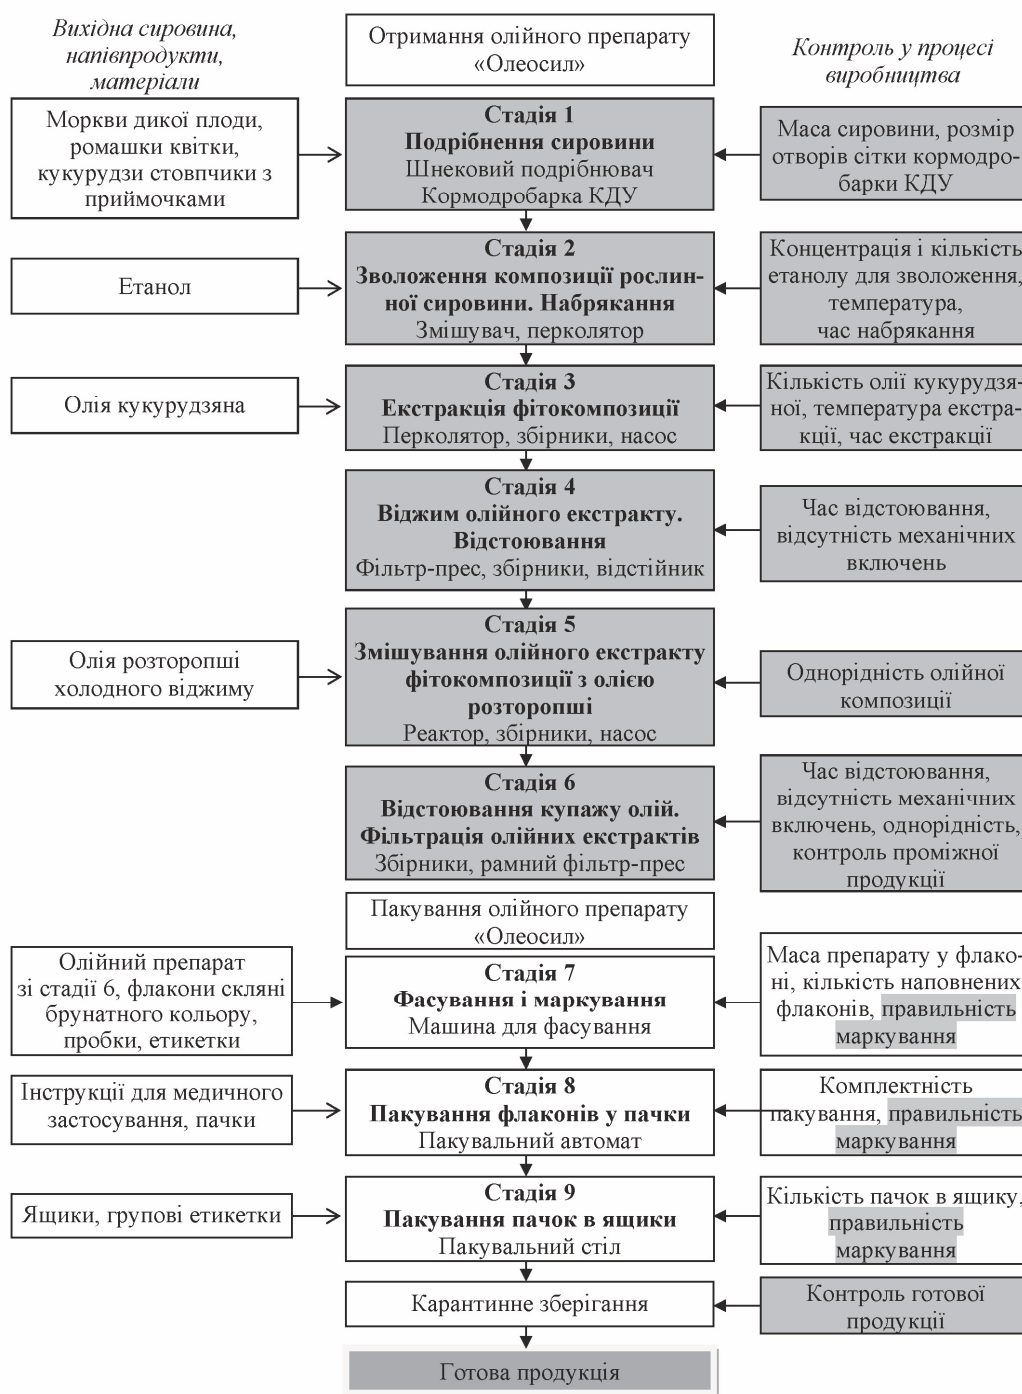 Вихідна сировина,
напівпродукти,
матеріали
Отримання олійного препарату
«Олеосил»
Контроль у процесі
виробництва
Моркви дикої плоди,
ромашки квітки,
кукурудзи стовпчики з
приймочками
Стадія 1
Подрібнення сировини
Шнековий подрібнювач
Кормодробарка КДУ
Маса сировини, розмір
отворів сітки кормодро-
барки КДУ
Етанол
Стадія 2
Зволоження композиції рослин-
ної сировини. Набрякання
Змішувач, перколятор
Концентрація і кількість
етанолу для зволоження,
температура,
час набрякання
Олія кукурудзяна
Стадія 3
Екстракція фітокомпозиції
Перколятор, збірники, насос
Кількість олії кукурудзя-
ної, температура екстра-
кції, час екстракції
Стадія 4
Віджим олійного екстракту.
Відстоювання
Фільтр-прес, збірники, відстійник
Час відстоювання,
відсутність механічних
включень
Олія розторопші
холодного віджиму
Стадія 5
Змішування олійного екстракту
фітокомпозиції з олією
розторопші
Реактор, збірники, насос
Однорідність олійної
композиції
Стадія 6
Відстоювання купажу олій.
Фільтрація олійних екстрактів
Збірники, рамний фільтр-прес
Час відстоювання,
відсутність механічних
включень, однорідність,
контроль проміжної
продукції
Пакування олійного препарату
«Олеосил»
Олійний препарат
зі стадії 6, флакони скляні
брунатного кольору,
пробки, етикетки
Стадія 7
Фасування і маркування
Машина для фасування
Маса препарату у флако-
ні, кількість наповнених
флаконів, правильність
маркування
Інструкції для медичного
застосування, пачки
Стадія 8
Пакування флаконів у пачки
Пакувальний автомат
Комплектність
пакування, правильність
маркування
Ящики, групові етикетки
Стадія 9
Пакування пачок в ящики
Пакувальний стіл
Кількість пачок в ящику,
правильність
маркування
Карантинне зберігання
Контроль готової
продукції
Готова продукція